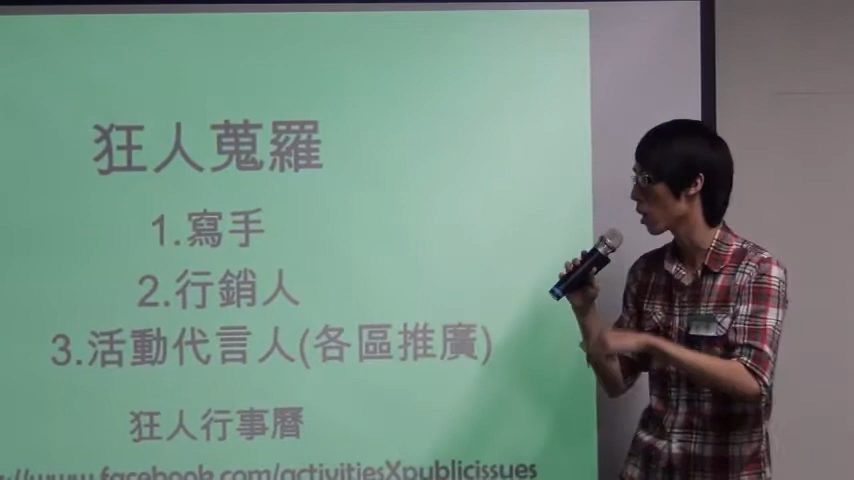 狂人蒐羅
1.寫手
2.行銷人
3.活動代言人(各區推廣)
狂人行事曆
//www.facebook.com/activitiesXpublicissues